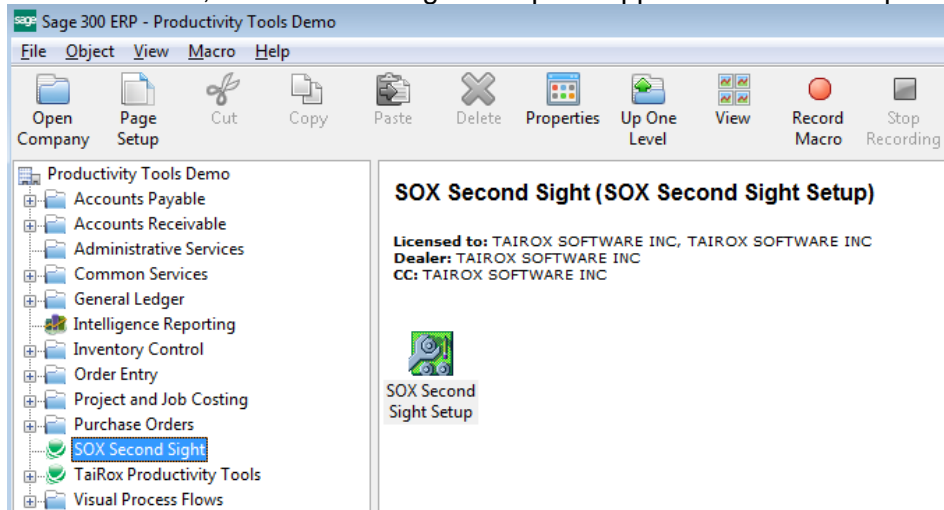 Sage 300 ERP - Productivity Tools Demo
File Object View Macro Help
Open Company
Page Setup
Cut
Copy
Paste
Delete
Properties
Up One Level
View
Record Macro
Stop Recording
Productivity Tools Demo
Accounts Payable
Accounts Receivable
Administrative Services
Common Services
General Ledger
Intelligence Reporting
Inventory Control
Order Entry
Project and Job Costing
Purchase Orders
SOX Second Sight
TaiRox Productivity Tools
Visual Process Flows
SOX Second Sight (SOX Second Sight Setup)
Licensed to: TAIROX SOFTWARE INC, TAIROX SOFTWARE INC
Dealer: TAIROX SOFTWARE INC
CC: TAIROX SOFTWARE INC
SOX Second
Sight Setup